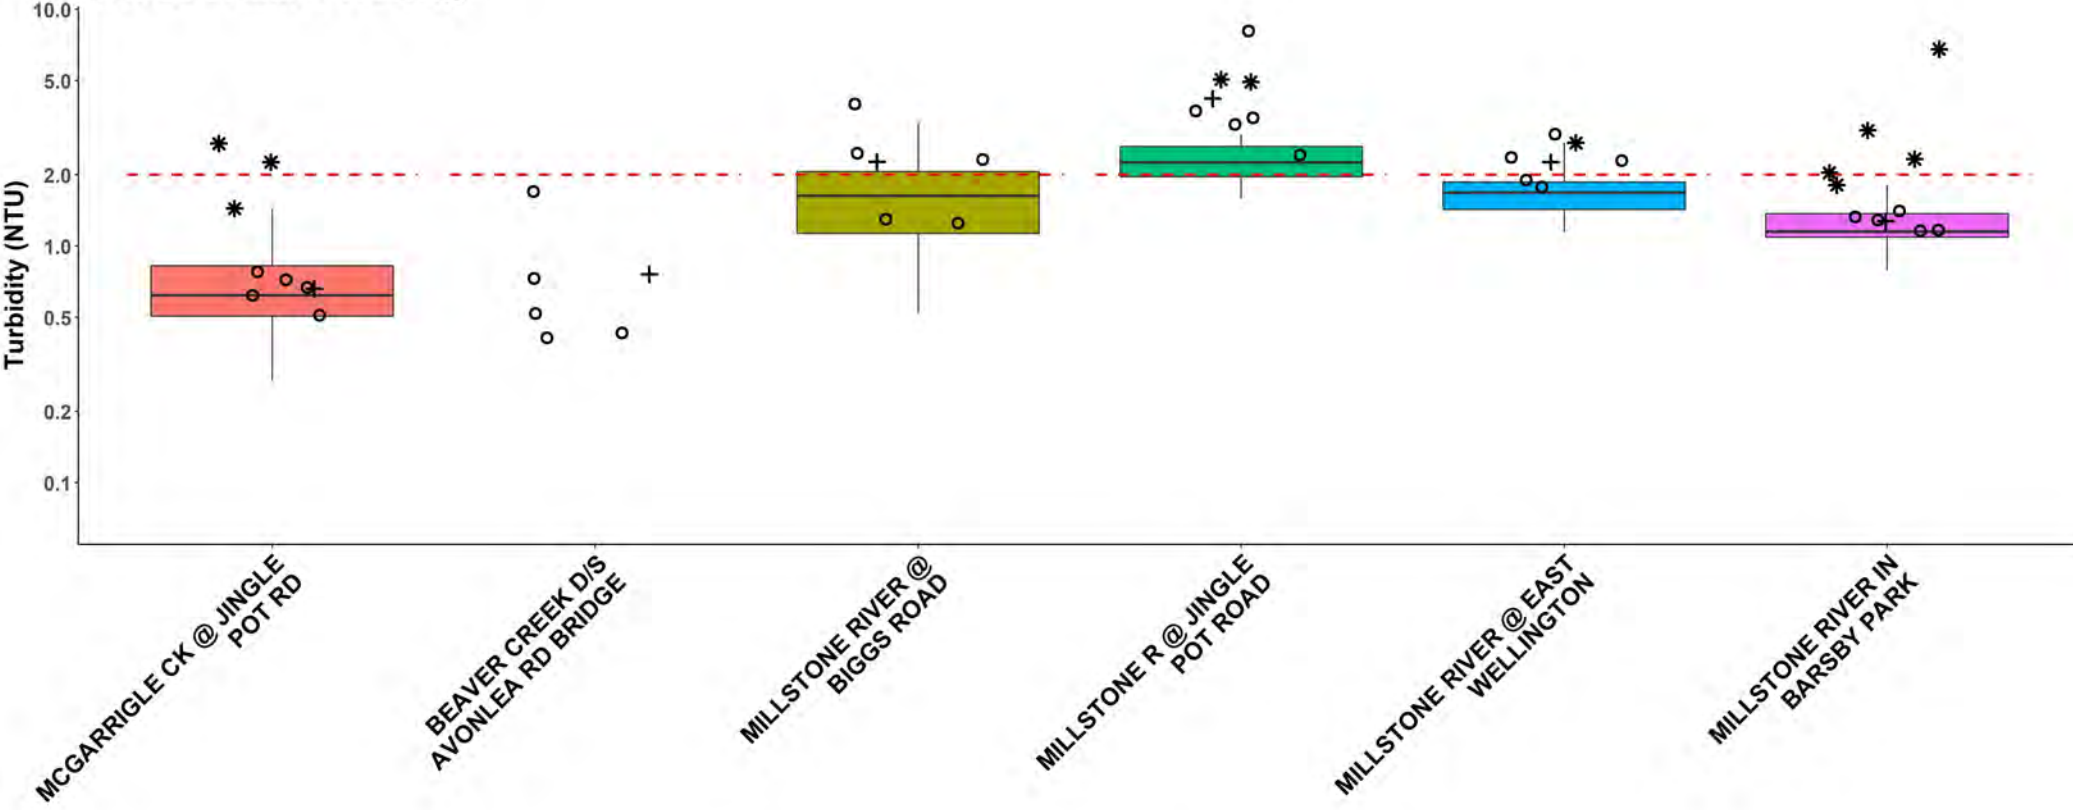 10.0
5.0
2.0
1.0
0.5
0.2
0.1
Turbidity (NTU)
MCGARRIGLE CK @ JINGLE
POT RD
BEAVER CREEK D/S
AVONLEA RD BRIDGE
MILLSTONE RIVER @
BIGGS ROAD
MILLSTONE R @ JINGLE
POT ROAD
MILLSTONE RIVER @ EAST
WELLINGTON
MILLSTONE RIVER IN
BARSBY PARK